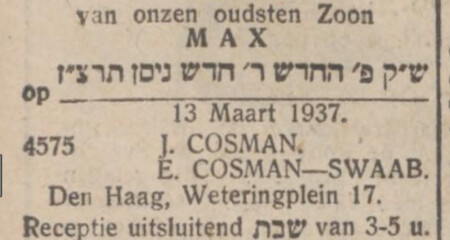 van onzen oudsten Zoon
MAX
ש״ק פ׳ החדש ר׳ חדש ניסן תרצ״ז
op
13 Maart 1937.
4575 J. COSMAN.
E. COSMAN—SWAAB.
Den Haag, Weteringplein 17.
Receptie uitsluitend שבת van 3-5 u.